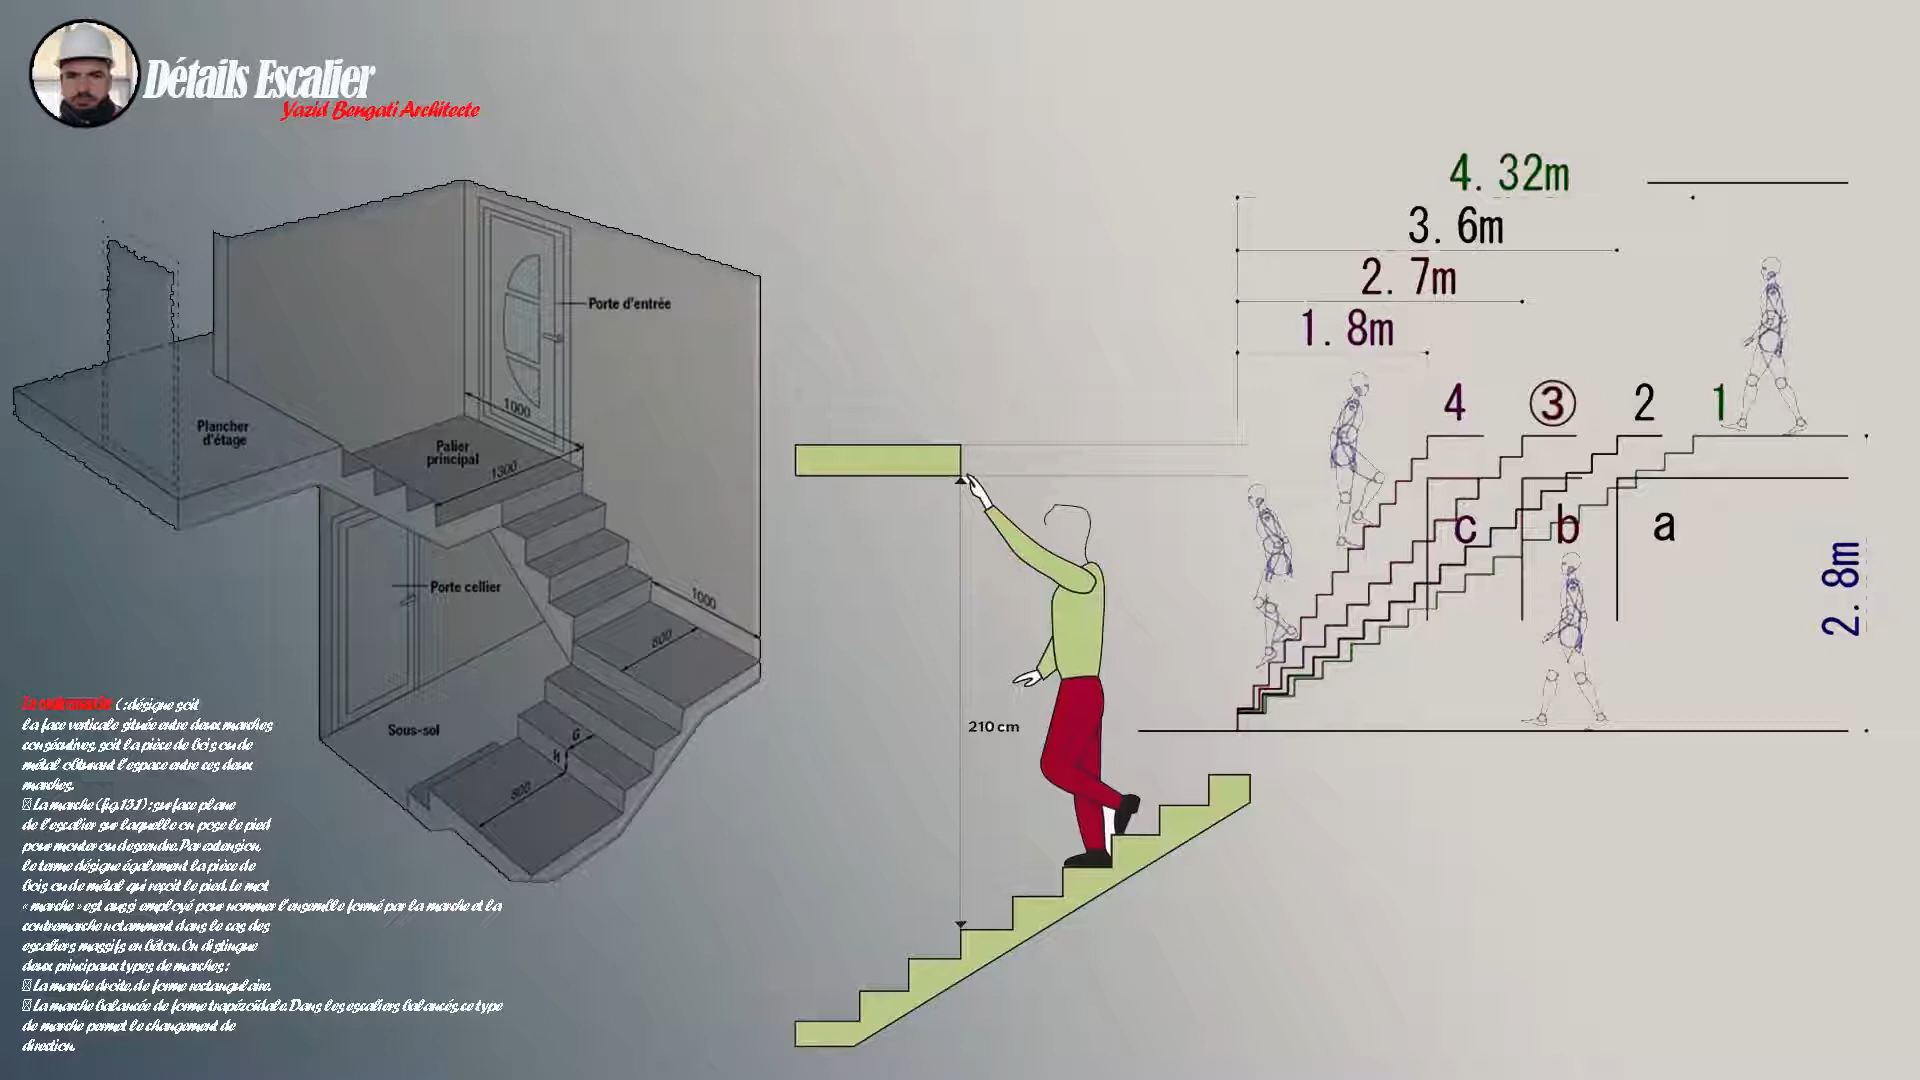 Détails Escalier
Yazid Bengati Architecte
4.32m
3.6m
2.7m
1.8m
4
3
2
1
c
b
a
2.8m
Porte d'entrée
1000
Plancher
d'étage
Palier
principal
1300
Porte cellier
1000
800
Sous-sol
G
H
800
210 cm
La contremarche ( : désigne soit
la face verticale située entre deux marches
consécutives, soit la pièce de bois ou de
métal obturant l'espace entre ces deux
marches.
La marche (fig.13.1) : surface plane
de l'escalier sur laquelle on pose le pied
pour monter ou descendre. Par extension,
le terme désigne également la pièce de
bois ou de métal qui reçoit le pied. Le mot
« marche » est aussi employé pour nommer l'ensemble formé par la marche et la
contremarche notamment dans le cas des
escaliers massifs en béton. On distingue
deux principaux types de marches :
La marche droite, de forme rectangulaire.
La marche balancée de forme trapézoïdale. Dans les escaliers balancés, ce type
de marche permet le changement de
direction.